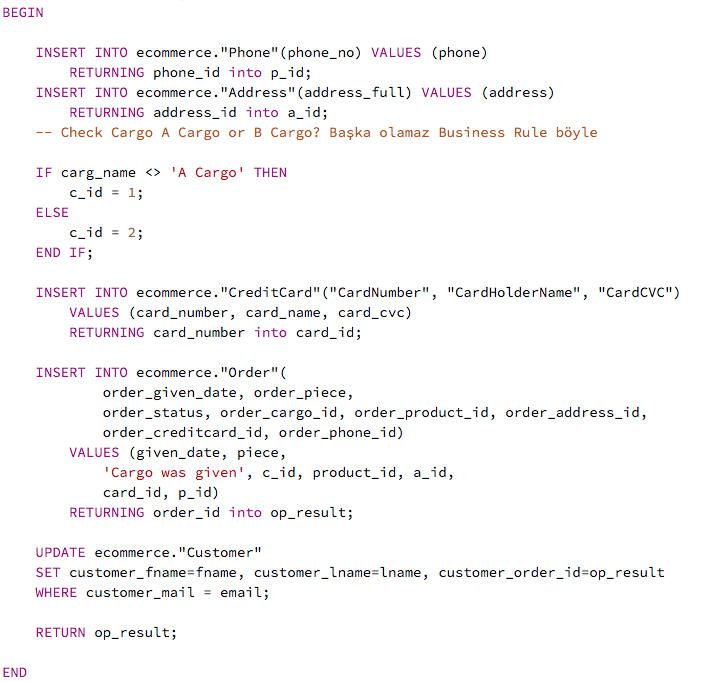 BEGIN
INSERT INTO ecommerce."Phone"(phone_no) VALUES (phone)
RETURNING phone_id into p_id;
INSERT INTO ecommerce."Address"(address_full) VALUES (address)
RETURNING address_id into a_id;
-- Check Cargo A Cargo or B Cargo? Başka olamaz Business Rule böyle
IF carg_name <> 'A Cargo' THEN
c_id = 1;
ELSE
c_id = 2;
END IF;
INSERT INTO ecommerce."CreditCard"("CardNumber", "CardHolderName", "CardCVC")
VALUES (card_number, card_name, card_cvc)
RETURNING card_number into card_id;
INSERT INTO ecommerce."Order"(
order_given_date, order_piece,
order_status, order_cargo_id, order_product_id, order_address_id,
order_creditcard_id, order_phone_id)
VALUES (given_date, piece,
'Cargo was given', c_id, product_id, a_id,
card_id, p_id)
RETURNING order_id into op_result;
UPDATE ecommerce."Customer"
SET customer_fname=fname, customer_lname=lname, customer_order_id=op_result
WHERE customer_mail = email;
RETURN op_result;
END